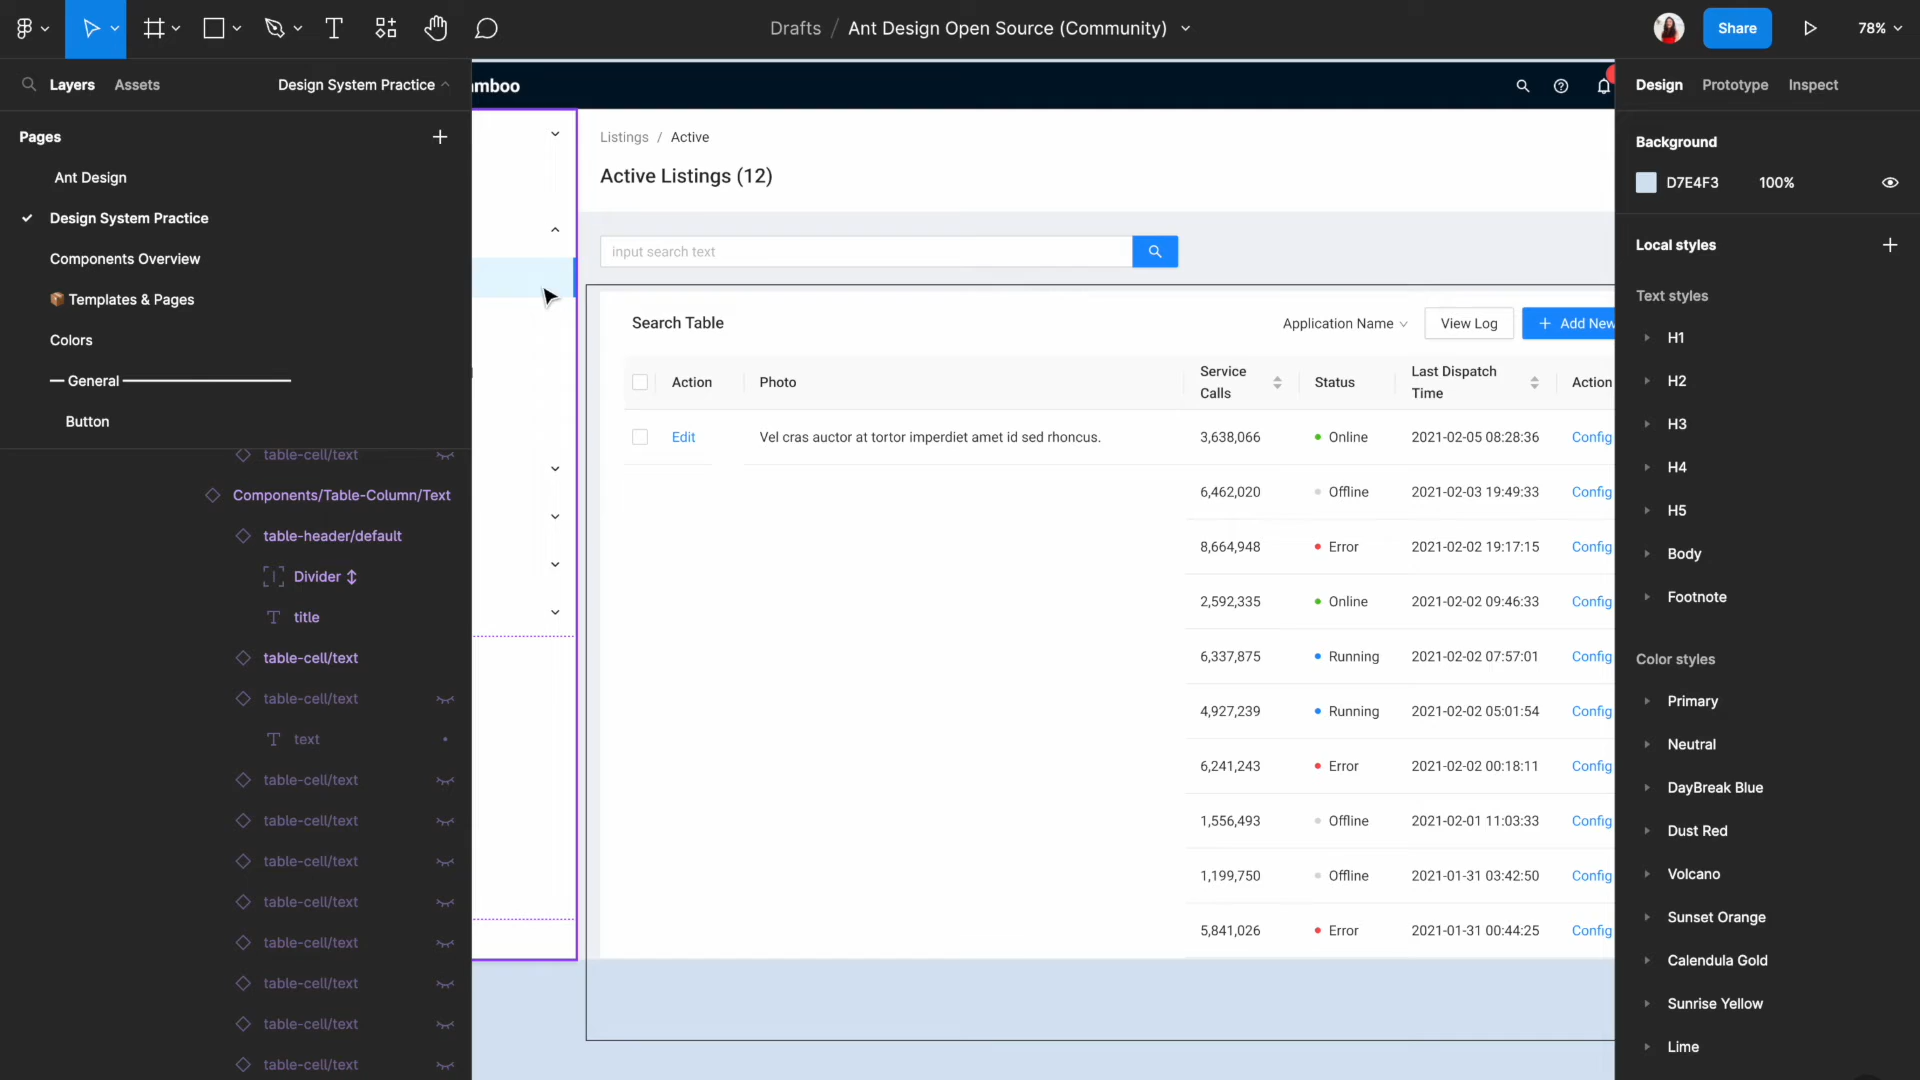 Drafts / Ant Design Open Source (Community)
Share
78%
Layers
Assets
Design System Practice
Pages
Ant Design
Design System Practice
Components Overview
📦 Templates & Pages
Colors
— General ————————
Button
table-cell/text
Components/Table-Column/Text
table-header/default
Divider
title
table-cell/text
table-cell/text
text
table-cell/text
table-cell/text
table-cell/text
table-cell/text
table-cell/text
table-cell/text
table-cell/text
table-cell/text
mboo
Listings / Active
Active Listings (12)
input search text
Search Table
Application Name
View Log
+ Add New
Action
Photo
Service Calls
Status
Last Dispatch Time
Action
Edit
Vel cras auctor at tortor imperdiet amet id sed rhoncus.
3,638,066 Online 2021-02-05 08:28:36 Config
6,462,020 Offline 2021-02-03 19:49:33 Config
8,664,948 Error 2021-02-02 19:17:15 Config
2,592,335 Online 2021-02-02 09:46:33 Config
6,337,875 Running 2021-02-02 07:57:01 Config
4,927,239 Running 2021-02-02 05:01:54 Config
6,241,243 Error 2021-02-02 00:18:11 Config
1,556,493 Offline 2021-02-01 11:03:33 Config
1,199,750 Offline 2021-01-31 03:42:50 Config
5,841,026 Error 2021-01-31 00:44:25 Config
Design
Prototype
Inspect
Background
D7E4F3 100%
Local styles
Text styles
H1
H2
H3
H4
H5
Body
Footnote
Color styles
Primary
Neutral
DayBreak Blue
Dust Red
Volcano
Sunset Orange
Calendula Gold
Sunrise Yellow
Lime